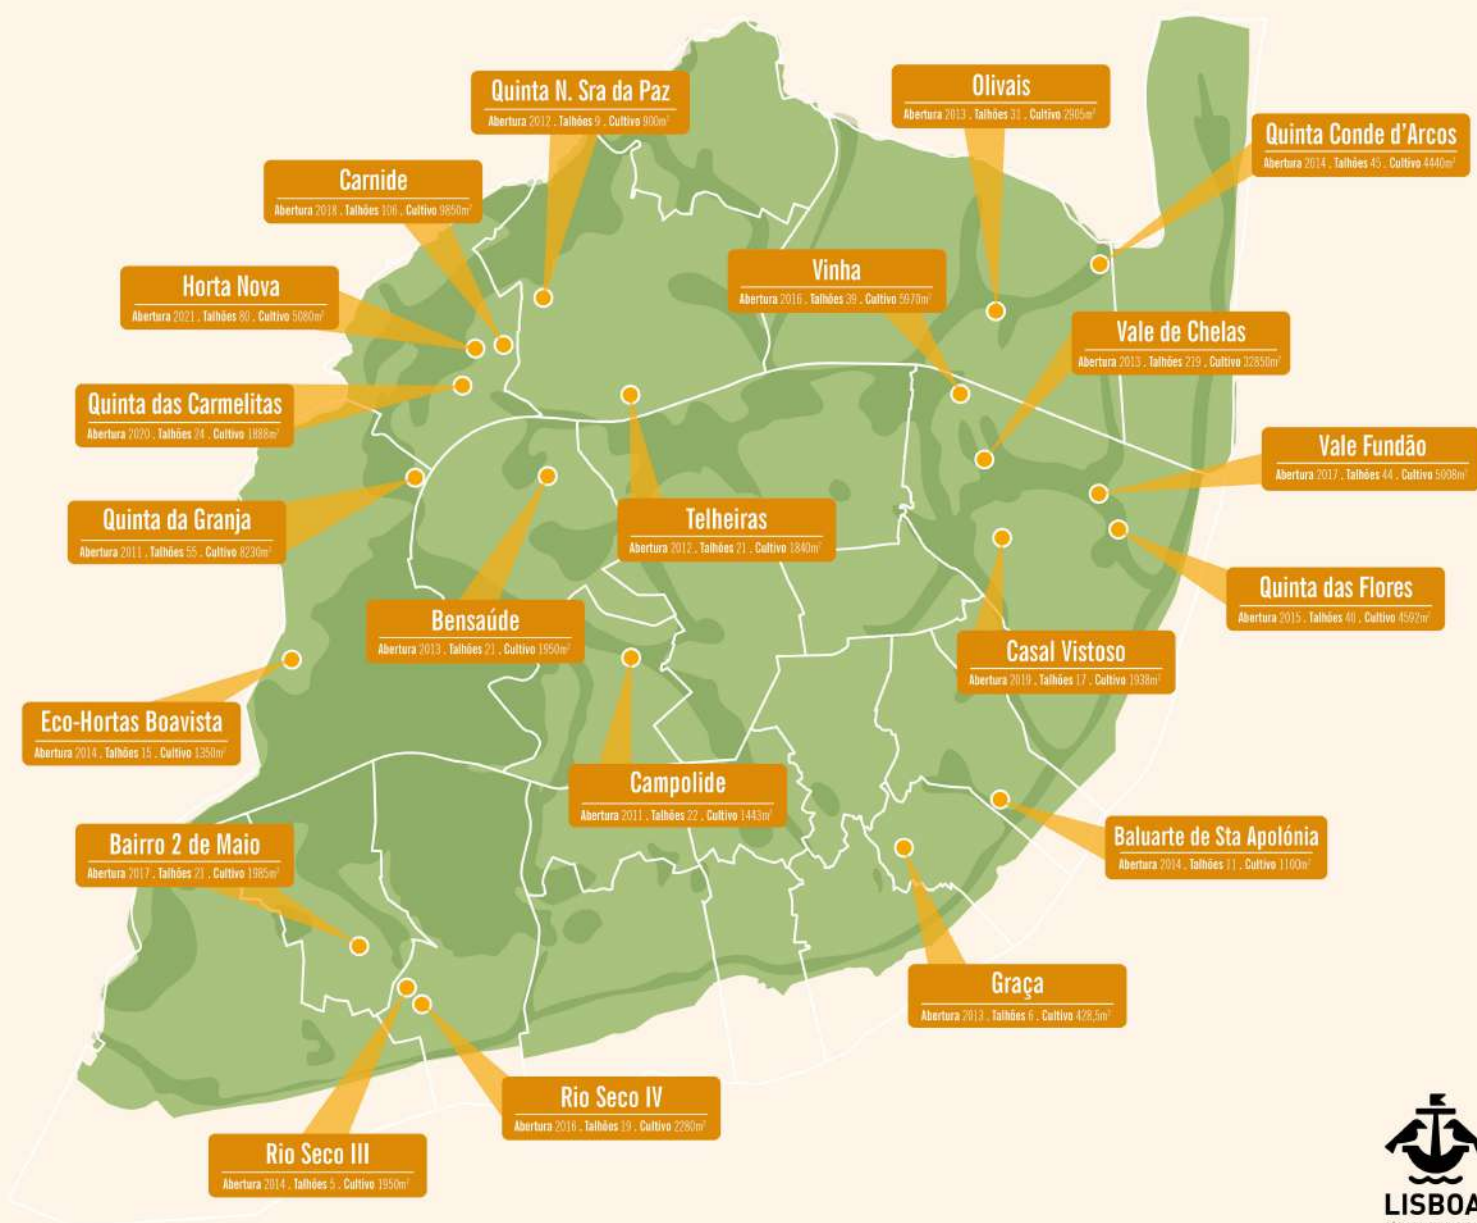 Quinta N. Sra da Paz
Abertura 2012 . Talhões 9 . Cultivo 900m²
Olivais
Abertura 2013 . Talhões 31 . Cultivo 2905m²
Quinta Conde d'Arcos
Abertura 2014 . Talhões 45 . Cultivo 4440m²
Carnide
Abertura 2018 . Talhões 106 . Cultivo 9850m²
Horta Nova
Abertura 2021 . Talhões 80 . Cultivo 5080m²
Vinha
Abertura 2016 . Talhões 39 . Cultivo 5970m²
Vale de Chelas
Abertura 2013 . Talhões 219 . Cultivo 32850m²
Quinta das Carmelitas
Abertura 2020 . Talhões 24 . Cultivo 1888m²
Vale Fundão
Abertura 2017 . Talhões 44 . Cultivo 5008m²
Quinta da Granja
Abertura 2011 . Talhões 55 . Cultivo 8230m²
Telheiras
Abertura 2012 . Talhões 21 . Cultivo 1840m²
Quinta das Flores
Abertura 2015 . Talhões 40 . Cultivo 4592m²
Bensaúde
Abertura 2013 . Talhões 21 . Cultivo 1950m²
Casal Vistoso
Abertura 2019 . Talhões 17 . Cultivo 1938m²
Eco-Hortas Boavista
Abertura 2014 . Talhões 15 . Cultivo 1350m²
Campolide
Abertura 2011 . Talhões 22 . Cultivo 1443m²
Bairro 2 de Maio
Abertura 2017 . Talhões 21 . Cultivo 1985m²
Baluarte de Sta Apolónia
Abertura 2014 . Talhões 11 . Cultivo 1100m²
Graça
Abertura 2013 . Talhões 6 . Cultivo 428,5m²
Rio Seco IV
Abertura 2016 . Talhões 19 . Cultivo 2280m²
Rio Seco III
Abertura 2014 . Talhões 5 . Cultivo 1950m²
LISBOA